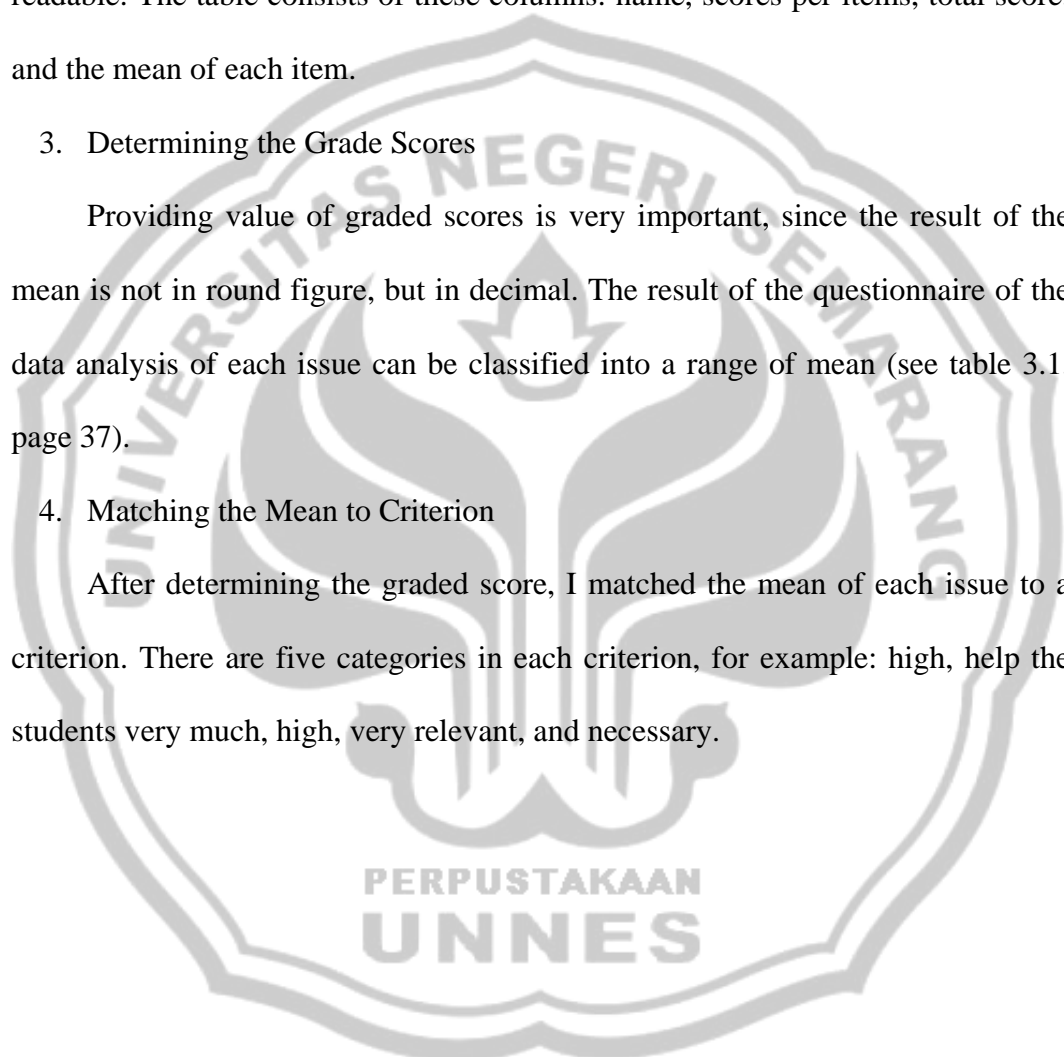 readable. The table consists of these columns: name, scores per items, total score
and the mean of each item.
3. Determining the Grade Scores
Providing value of graded scores is very important, since the result of the
mean is not in round figure, but in decimal. The result of the questionnaire of the
data analysis of each issue can be classified into a range of mean (see table 3.1
page 37).
4. Matching the Mean to Criterion
After determining the graded score, I matched the mean of each issue to a
criterion. There are five categories in each criterion, for example: high, help the
students very much, high, very relevant, and necessary.
UNIVERSITAS NEGERI SEMARANG
PERPUSTAKAAN
UNNES